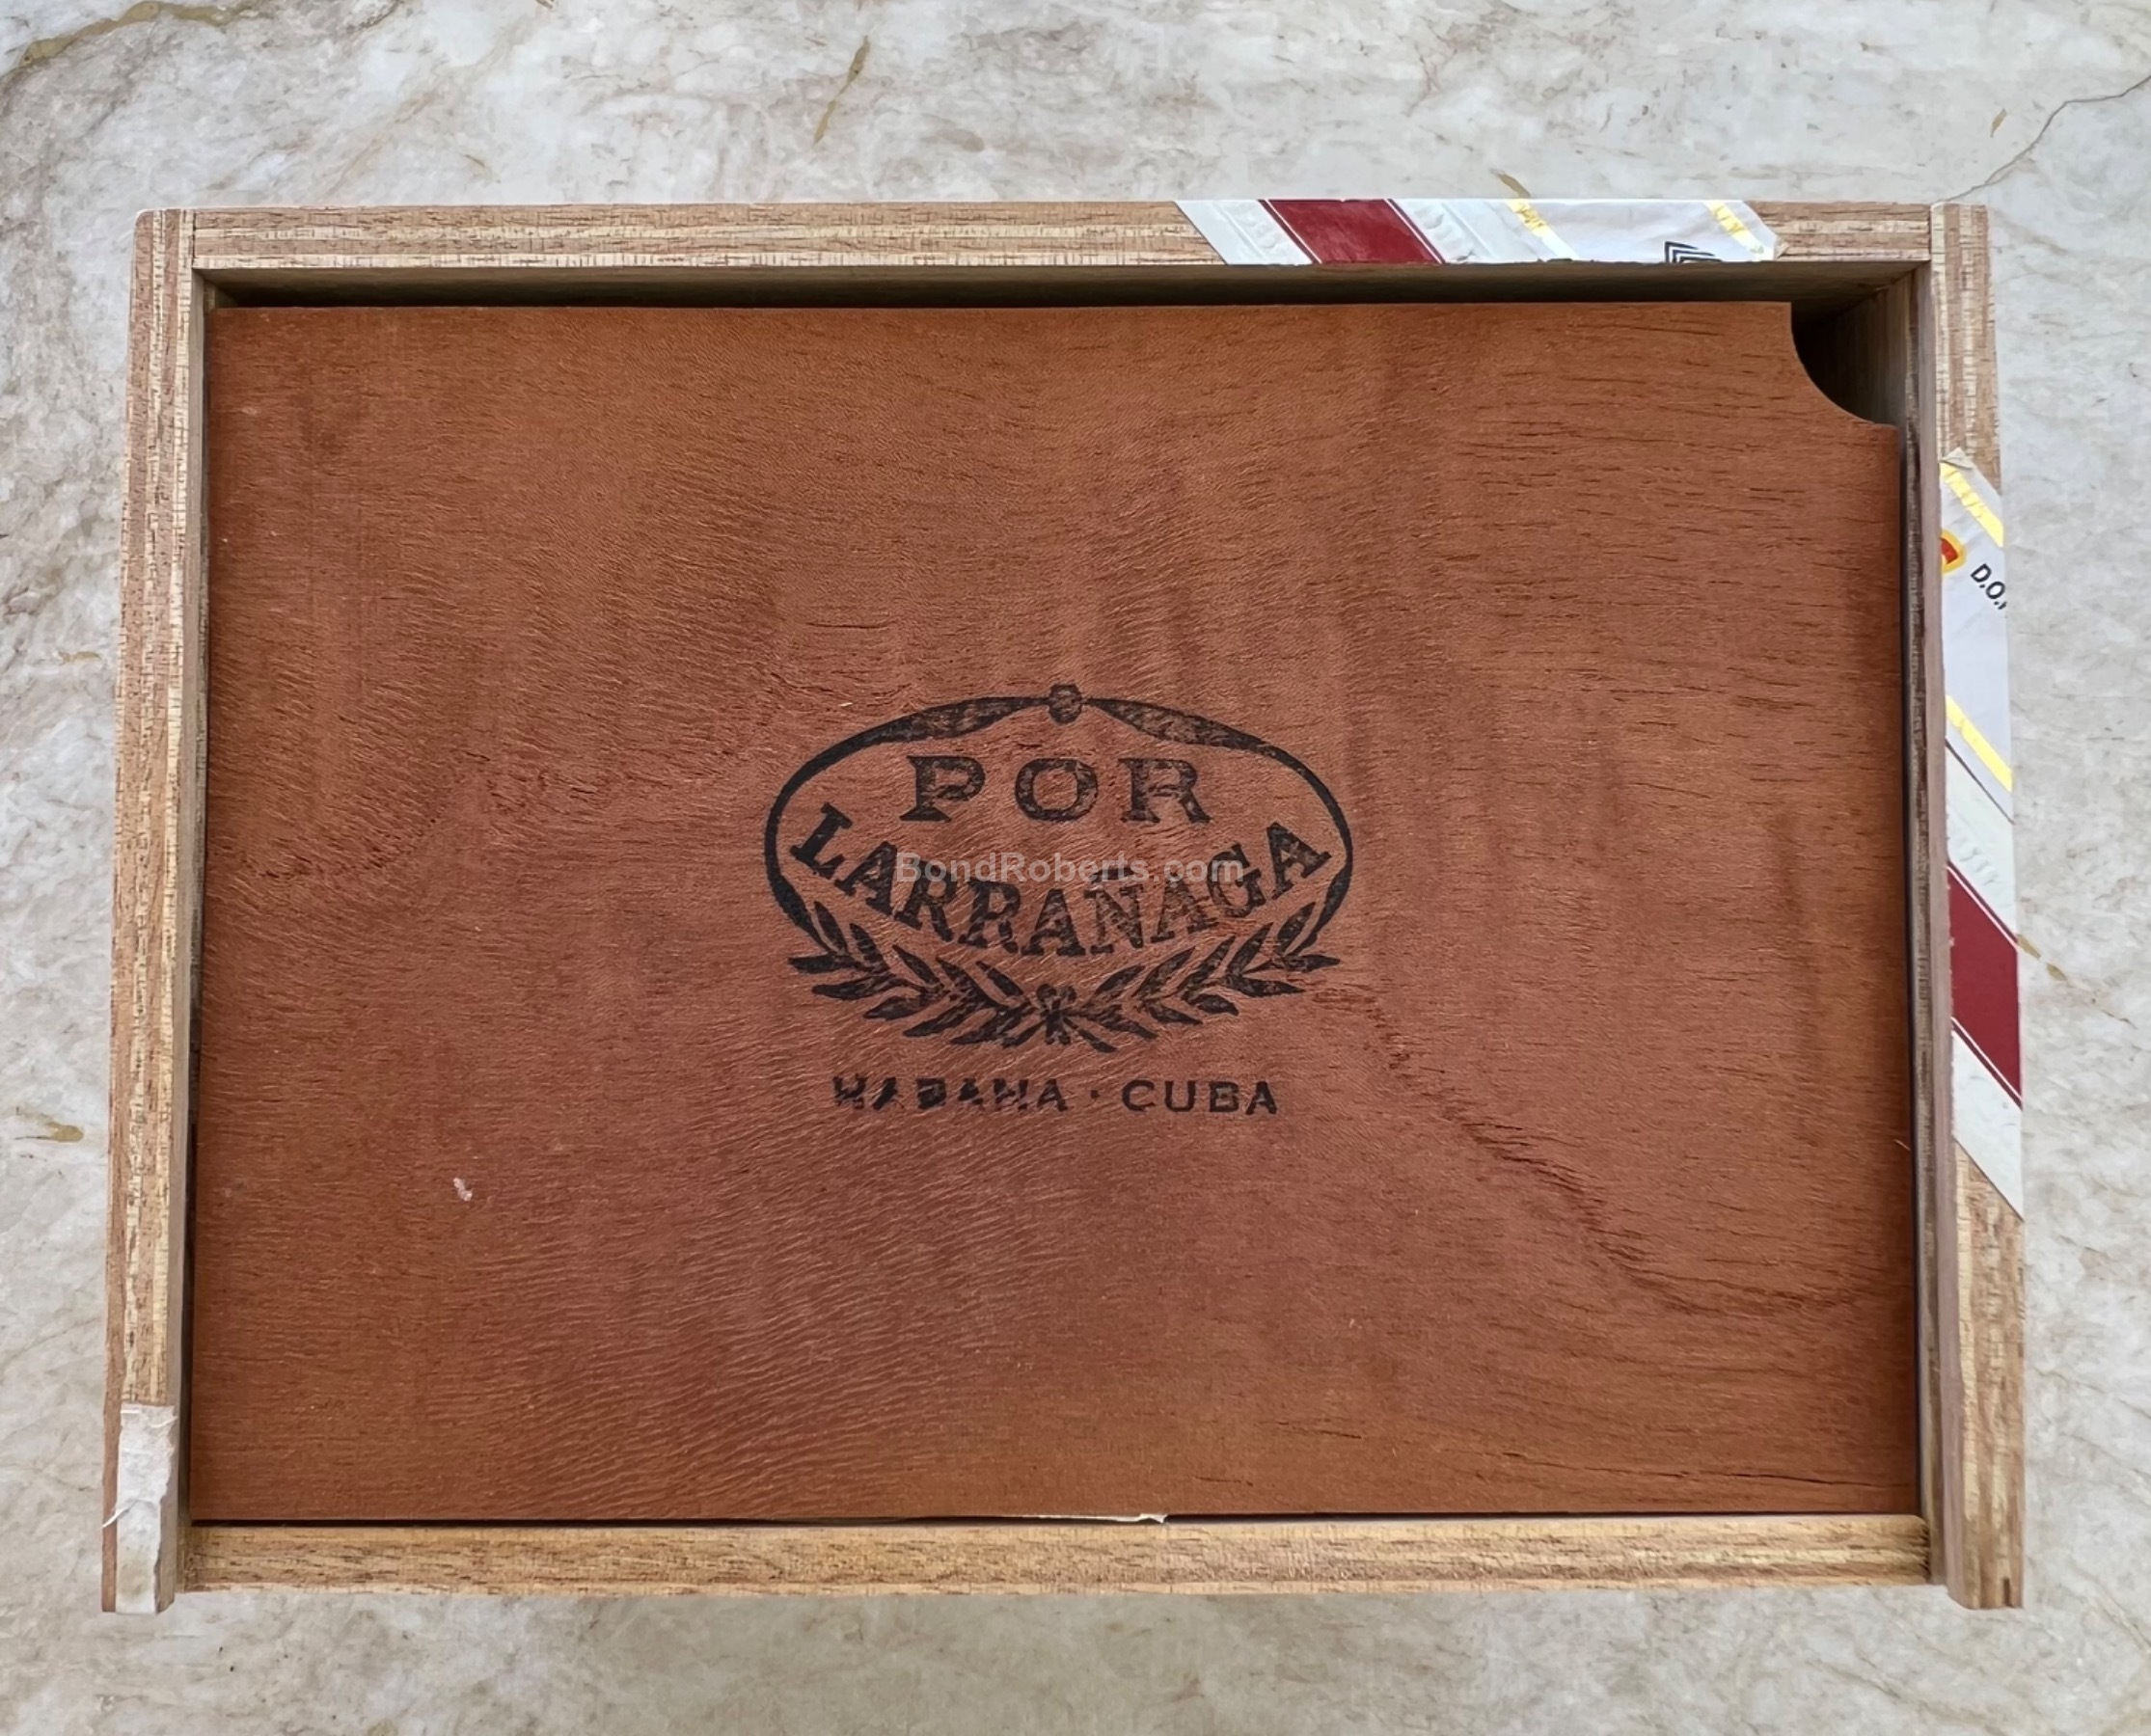 POR
LARRAÑAGA
BondRoberts.com
HABANA · CUBA
D.O.